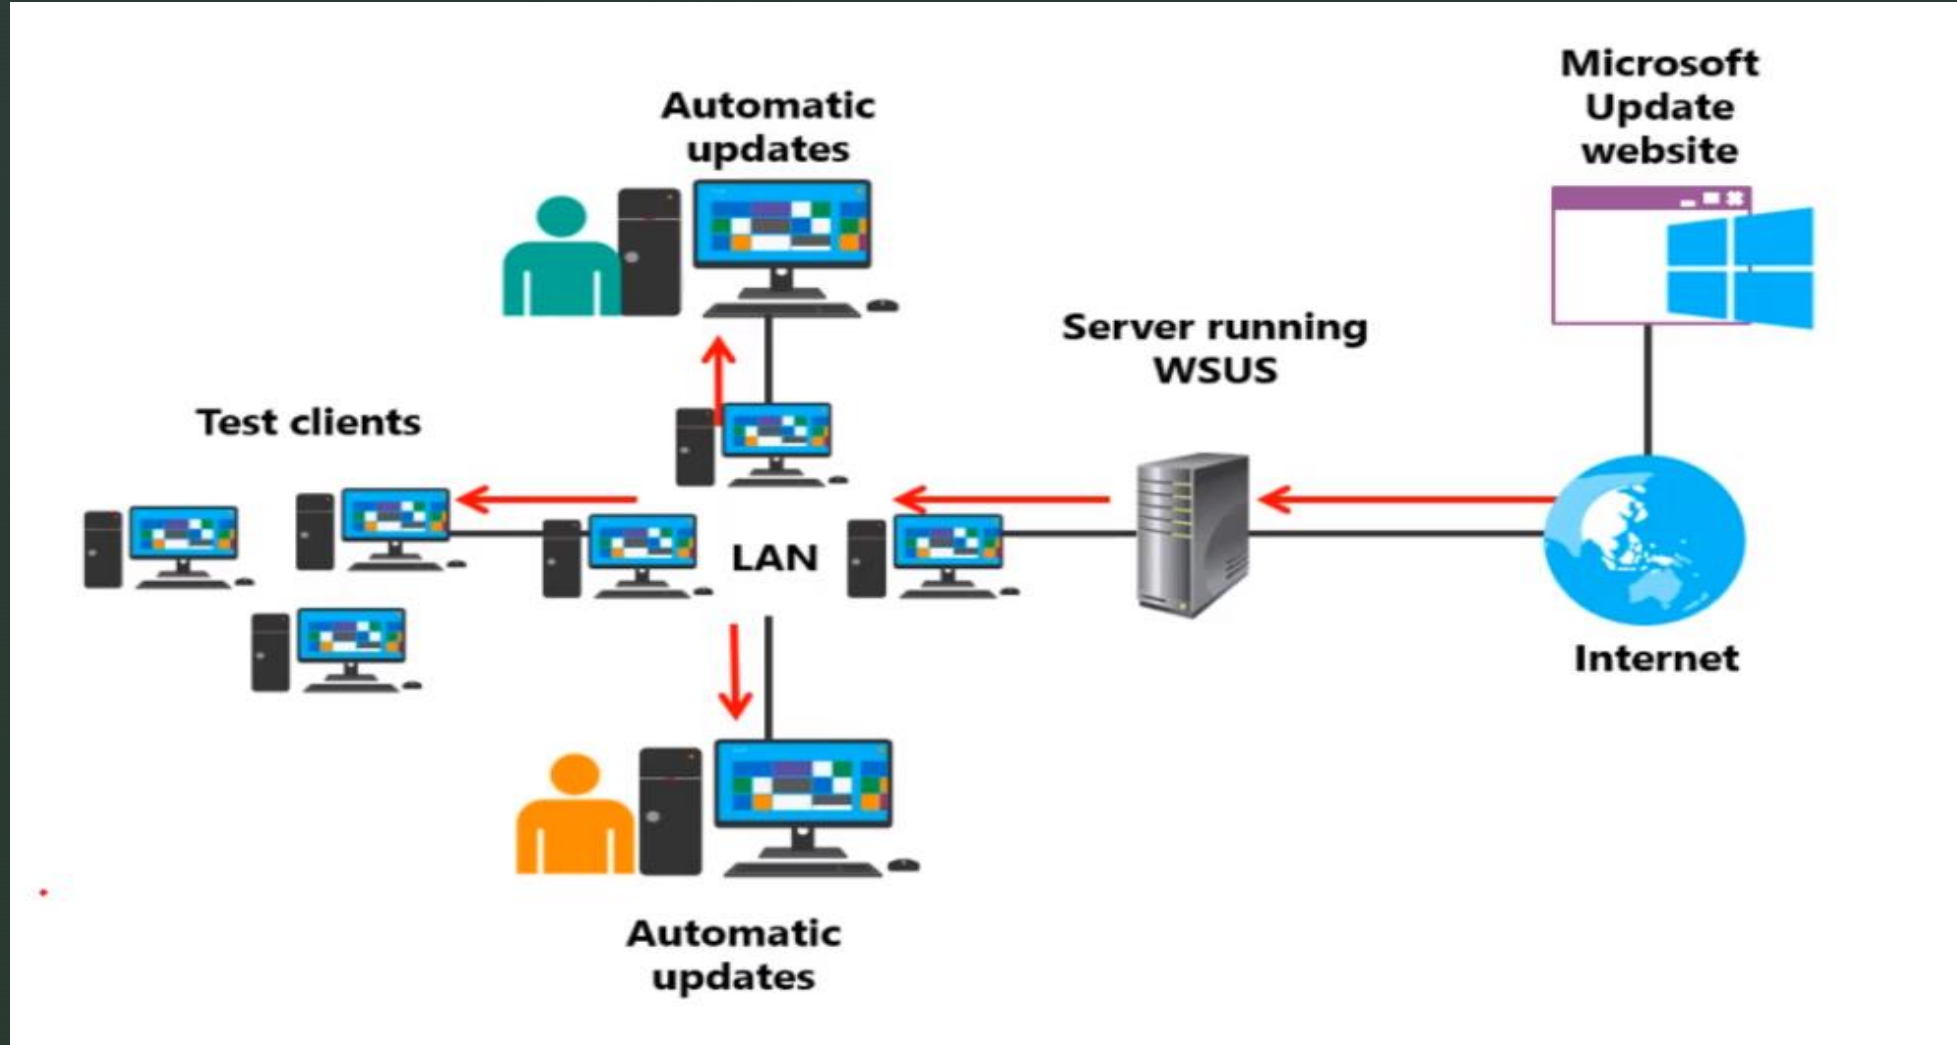 Microsoft
Update
website
Automatic
updates
Server running
WSUS
Test clients
LAN
Internet
Automatic
updates